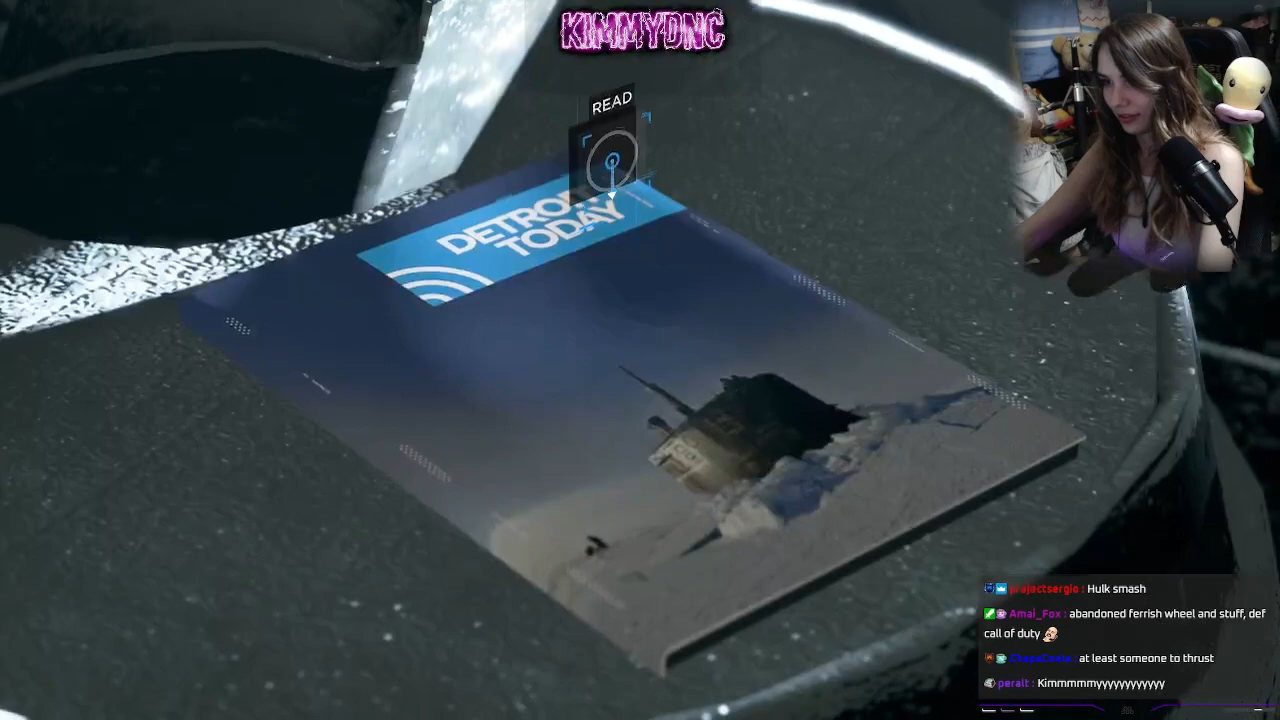 KIMMYDNC
READ
DETROIT
TODAY
projectsergio : Hulk smash
Amai_Fox : abandoned ferrish wheel and stuff, def
call of duty
: at least someone to thrust
peralt : Kimmmmmyyyyyyyyyyy